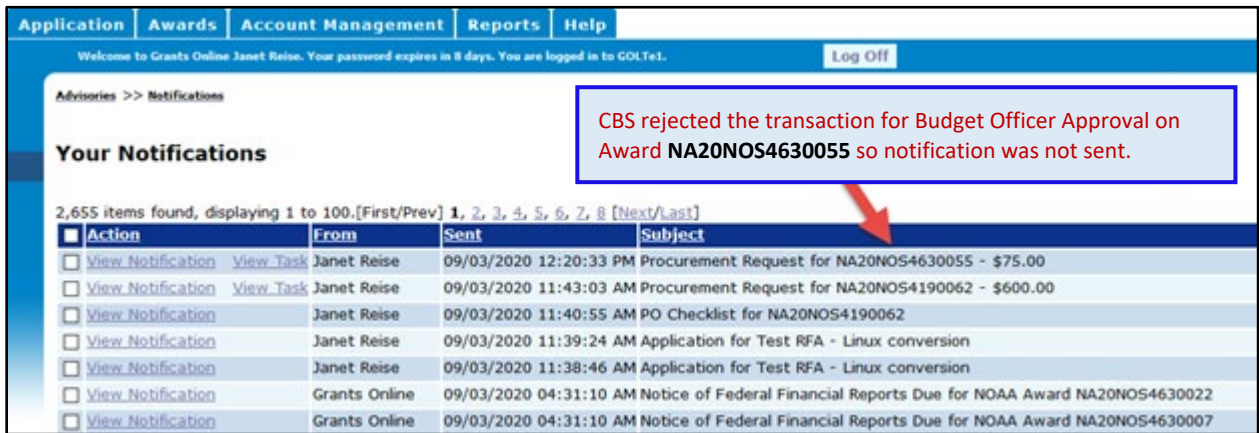 Application Awards Account Management Reports Help
Welcome to Grants Online Janet Reise. Your password expires in 8 days. You are logged in to GOLTe1.
Log Off
Advisories >> Notifications
CBS rejected the transaction for Budget Officer Approval on
Award NA20NOS4630055 so notification was not sent.
Your Notifications
2,655 items found, displaying 1 to 100.[First/Prev] 1, 2, 3, 4, 5, 6, 7, 8 [Next/Last]
Action From Sent Subject
View Notification View Task Janet Reise 09/03/2020 12:20:33 PM Procurement Request for NA20NOS4630055 - $75.00
View Notification View Task Janet Reise 09/03/2020 11:43:03 AM Procurement Request for NA20NOS4190062 - $600.00
View Notification Janet Reise 09/03/2020 11:40:55 AM PO Checklist for NA20NOS4190062
View Notification Janet Reise 09/03/2020 11:39:24 AM Application for Test RFA - Linux conversion
View Notification Janet Reise 09/03/2020 11:38:46 AM Application for Test RFA - Linux conversion
View Notification Grants Online 09/03/2020 04:31:10 AM Notice of Federal Financial Reports Due for NOAA Award NA20NOS4630022
View Notification Grants Online 09/03/2020 04:31:10 AM Notice of Federal Financial Reports Due for NOAA Award NA20NOS4630007